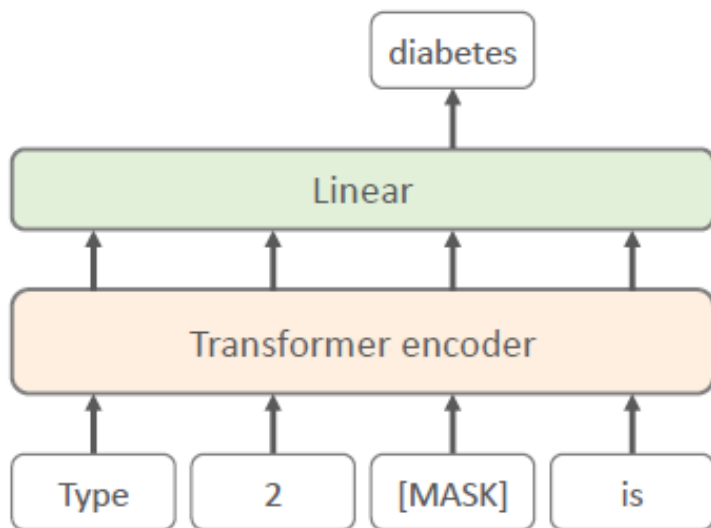 diabetes
Linear
Transformer encoder
Type 2 [MASK] is